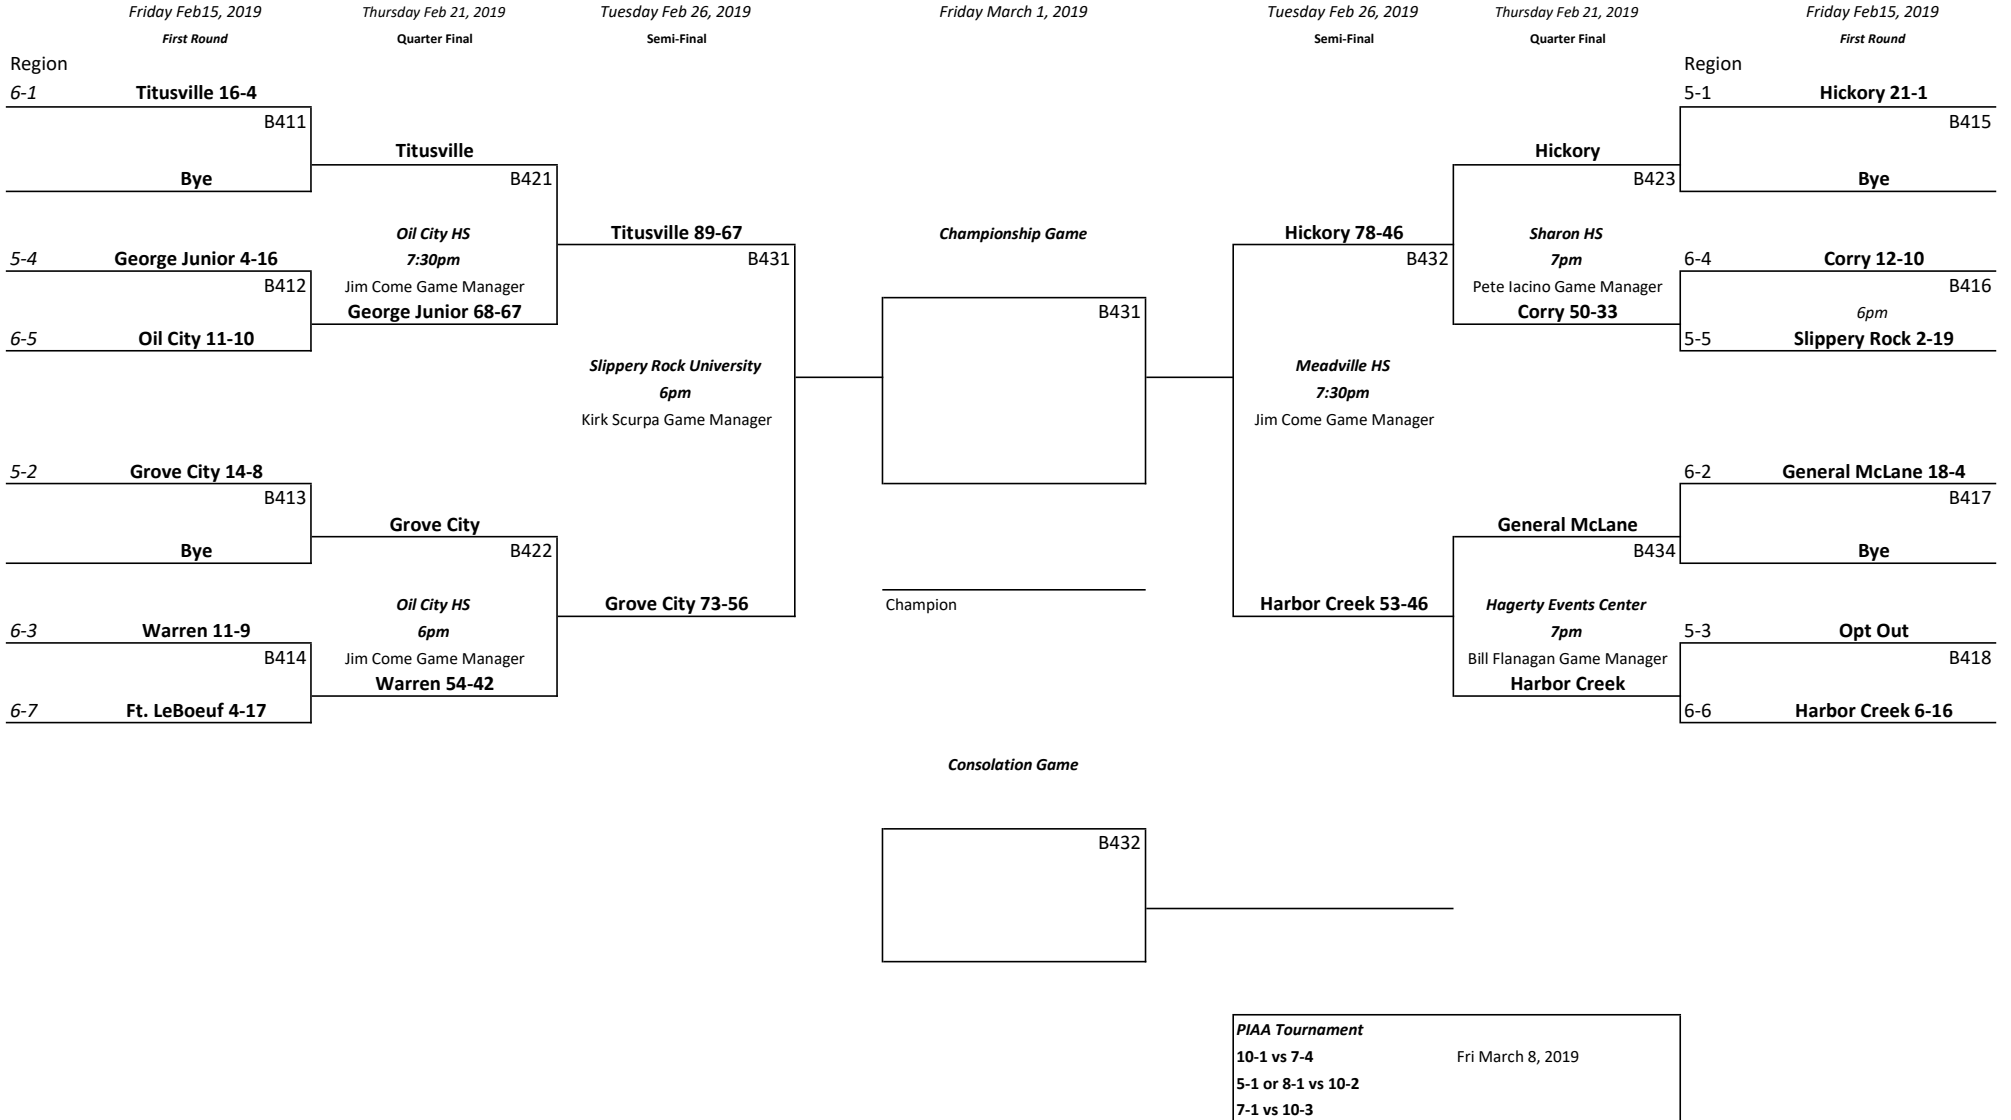 Friday Feb15, 2019 Thursday Feb 21, 2019 Tuesday Feb 26, 2019 Friday March 1, 2019 Tuesday Feb 26, 2019 Thursday Feb 21, 2019 Friday Feb15, 2019
First Round Quarter Final Semi-Final Semi-Final Quarter Final First Round
Region Region
6-1 Titusville 16-4 5-1 Hickory 21-1
B411 B415
Titusville Hickory
Bye B421 B423 Bye
Oil City HS Titusville 89-67 Championship Game Hickory 78-46 Sharon HS
5-4 George Junior 4-16 7:30pm B431 B432 7pm 6-4 Corry 12-10
B412 Jim Come Game Manager Pete Iacino Game Manager B416
George Junior 68-67 B431 Corry 50-33 6pm
6-5 Oil City 11-10 5-5 Slippery Rock 2-19
Slippery Rock University Meadville HS
6pm 7:30pm
Kirk Scurpa Game Manager Jim Come Game Manager
5-2 Grove City 14-8 6-2 General McLane 18-4
B413 B417
Grove City General McLane
Bye B422 B434 Bye
Oil City HS Grove City 73-56 Champion Harbor Creek 53-46 Hagerty Events Center
6-3 Warren 11-9 6pm 7pm 5-3 Opt Out
B414 Jim Come Game Manager Bill Flanagan Game Manager B418
Warren 54-42 Harbor Creek
6-7 Ft. LeBoeuf 4-17 6-6 Harbor Creek 6-16
Consolation Game
B432
PIAA Tournament
10-1 vs 7-4 Fri March 8, 2019
5-1 or 8-1 vs 10-2
7-1 vs 10-3